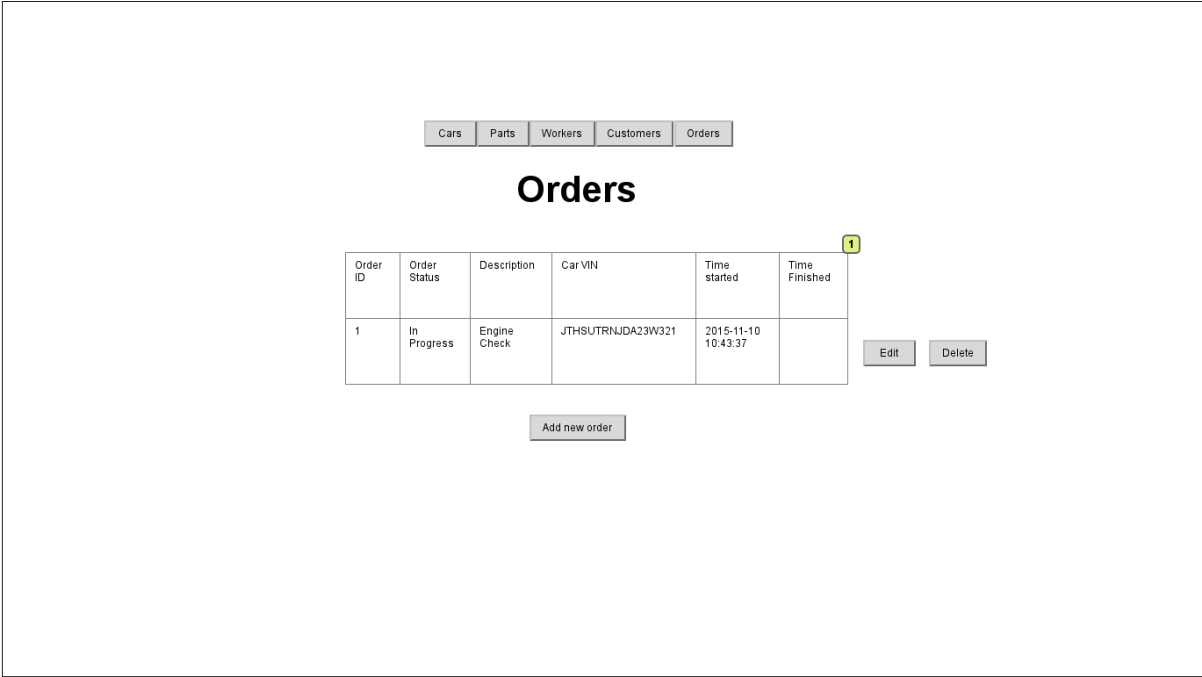 Cars Parts Workers Customers Orders
Orders
1
Order ID Order Status Description Car VIN Time started Time Finished
1 In Progress Engine Check JTHSUTRNJDA23W321 2015-11-10 10:43:37
Edit Delete
Add new order